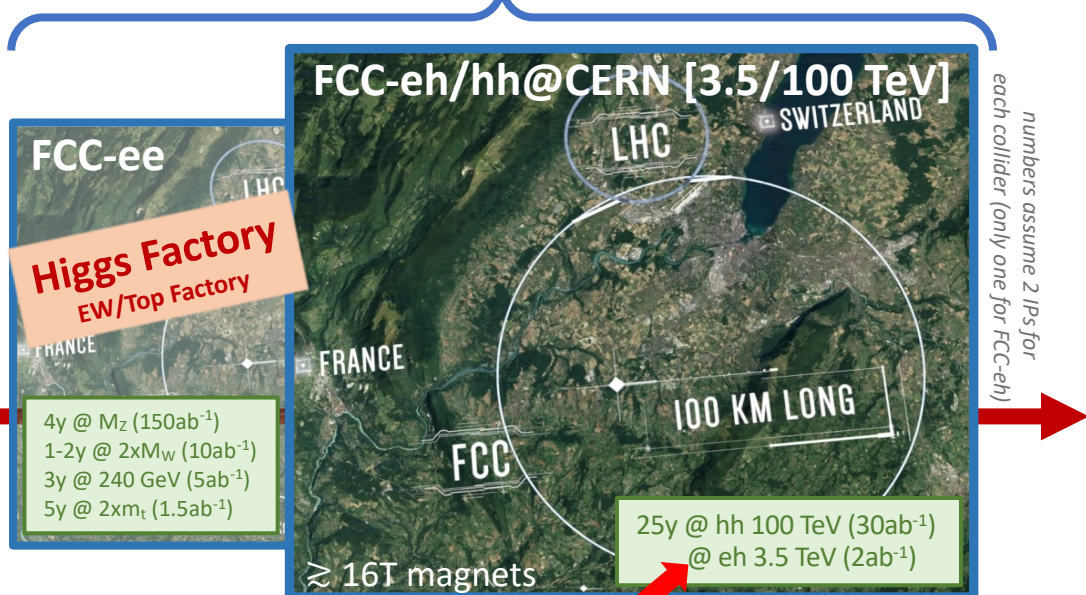 FCC-eh/hh@CERN [3.5/100 TeV]
SWITZERLAND
LHC
FCC-ee
LHC
Higgs Factory
EW/Top Factory
FRANCE
FRANCE
100 KM LONG
FCC
4y @ M_Z (150ab⁻¹)
1-2y @ 2xM_W (10ab⁻¹)
3y @ 240 GeV (5ab⁻¹)
5y @ 2xm_t (1.5ab⁻¹)
25y @ hh 100 TeV (30ab⁻¹)
@ eh 3.5 TeV (2ab⁻¹)
≳ 16T magnets
numbers assume 2 IPs for
each collider (only one for FCC-eh)